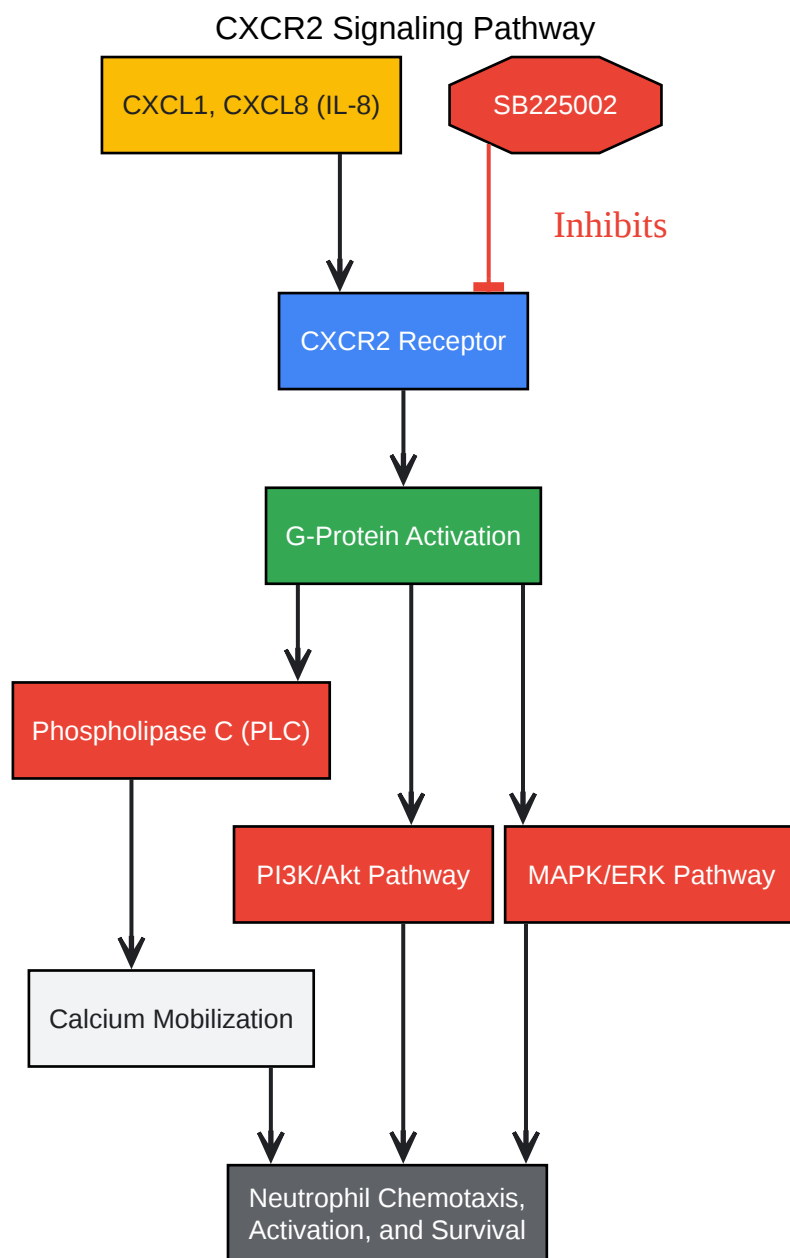 CXCR2 Signaling Pathway
CXCL1, CXCL8 (IL-8)
SB225002
Inhibits
CXCR2 Receptor
G-Protein Activation
Phospholipase C (PLC)
PI3K/Akt Pathway
MAPK/ERK Pathway
Calcium Mobilization
Neutrophil Chemotaxis,
Activation, and Survival